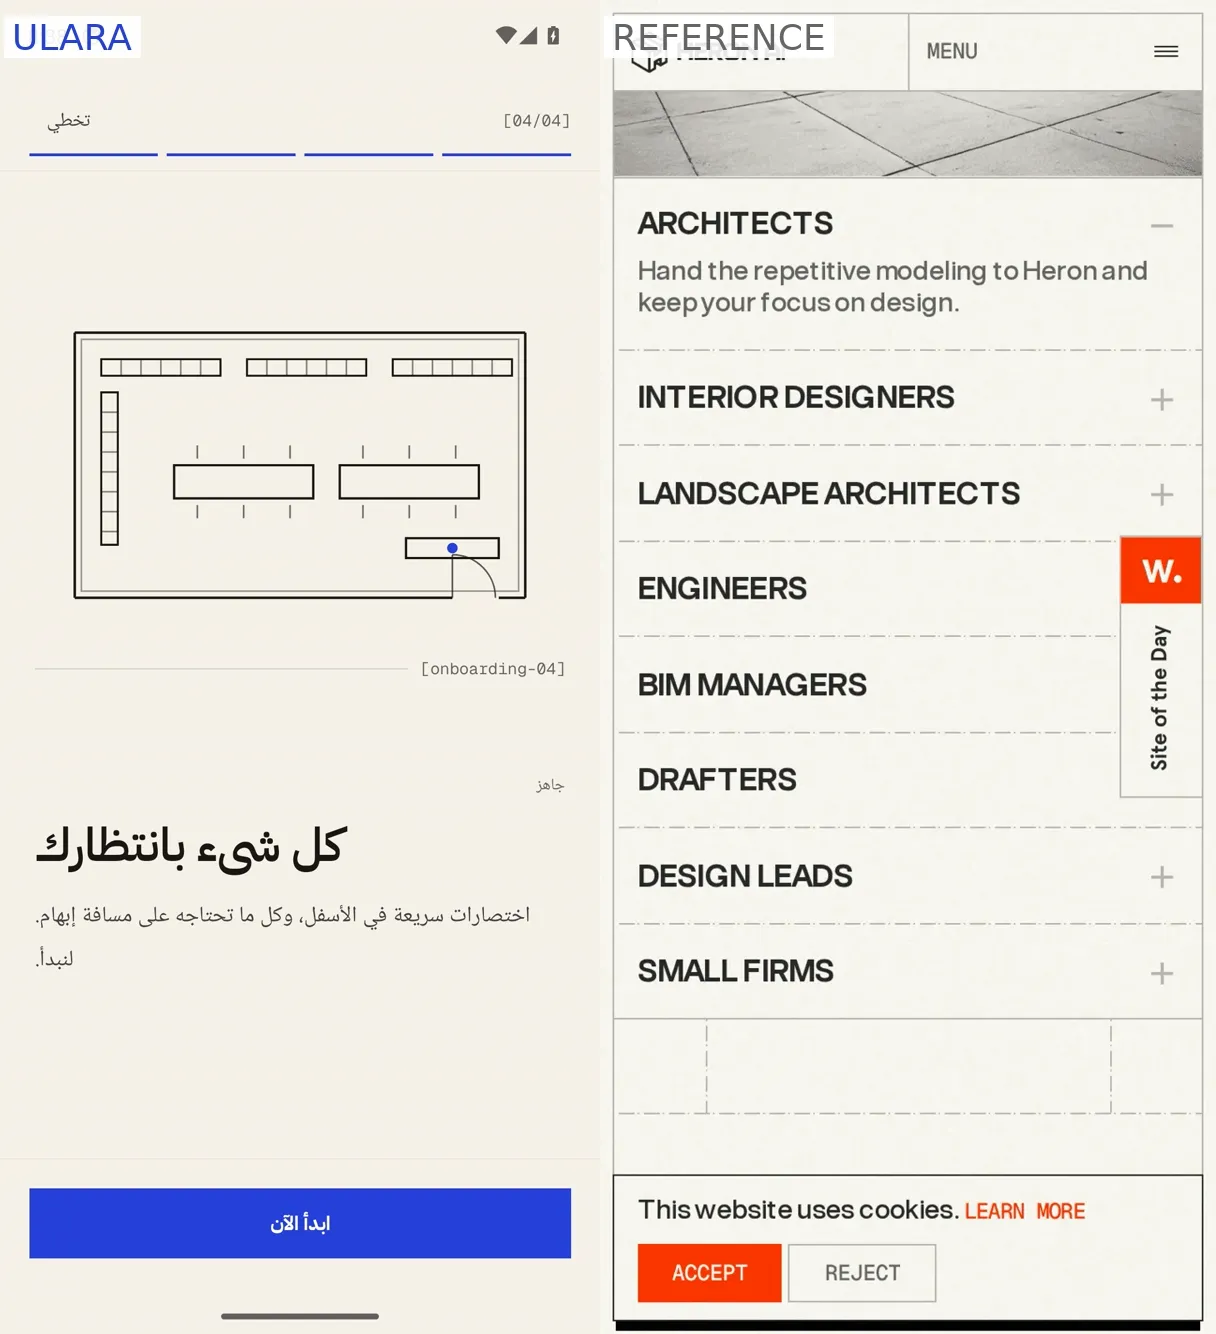 ULARA
تخطي
[04/04]
[onboarding-04]
جاهز
كل شيء بانتظارك
اختصارات سريعة في الأسفل، وكل ما تحتاجه على مسافة إبهام.
لنبدأ.
ابدأ الآن
REFERENCE
MENU
ARCHITECTS
Hand the repetitive modeling to Heron and
keep your focus on design.
INTERIOR DESIGNERS
LANDSCAPE ARCHITECTS
ENGINEERS
BIM MANAGERS
DRAFTERS
DESIGN LEADS
SMALL FIRMS
W.
Site of the Day
This website uses cookies. LEARN MORE
ACCEPT
REJECT